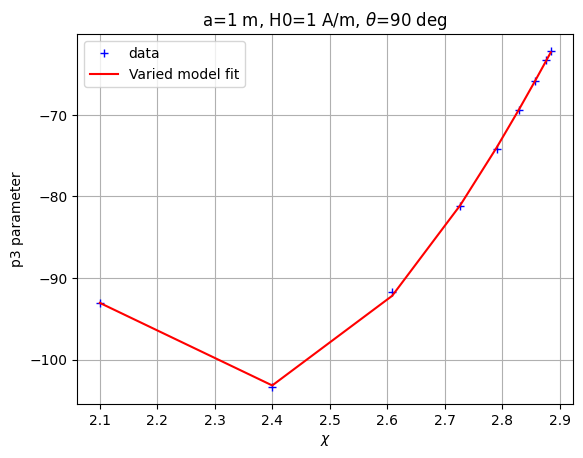 a=1 m, H0=1 A/m, θ=90 deg
data
Varied model fit
p3 parameter
−70
−80
−90
−100
2.1 2.2 2.3 2.4 2.5 2.6 2.7 2.8 2.9
χ